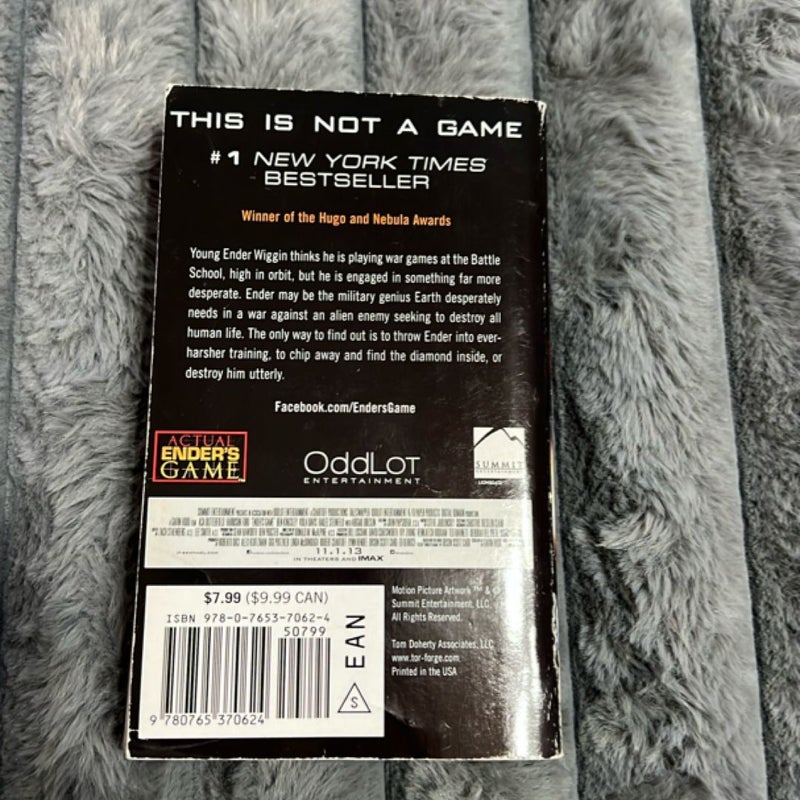 THIS IS NOT A GAME
#1 NEW YORK TIMES
BESTSELLER
Winner of the Hugo and Nebula Awards
Young Ender Wiggin thinks he is playing war games at the Battle
School, high in orbit, but he is engaged in something far more
desperate. Ender may be the military genius Earth desperately
needs in a war against an alien enemy seeking to destroy all
human life. The only way to find out is to throw Ender into ever-
harsher training, to chip away and find the diamond inside, or
destroy him utterly.
Facebook.com/EndersGame
ACTUAL
ENDER'S
GAME
OddLot
ENTERTAINMENT
SUMMIT
ENTERTAINMENT
11.1.13
IN THEATERS AND IMAX
$7.99 ($9.99 CAN)
ISBN 978-0-7653-7062-4
50799
9 780765 370624
EAN
S
Motion Picture Artwork ™ & ©
Summit Entertainment, LLC.
All Rights Reserved.
Tom Doherty Associates, LLC
www.tor-forge.com
Printed in the USA